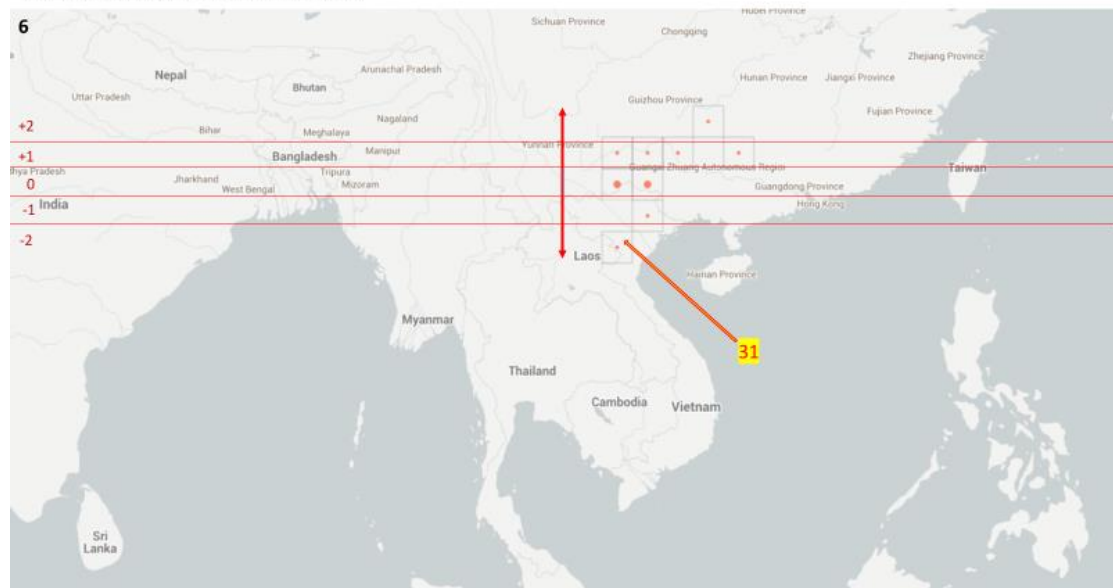 6
Sichuan Province
Hubei Province
Chongqing
Zhejiang Province
Nepal
Arunachal Pradesh
Bhutan
Hunan Province
Jiangxi Province
Uttar Pradesh
Guizhou Province
Fujian Province
Nagaland
+2
Bihar
Meghalaya
Yunnan Province
Manipur
+1
Bangladesh
Guangxi Zhuang Autonomous Region
Taiwan
dhya Pradesh
Tripura
Jharkhand
Mizoram
0
West Bengal
Guangdong Province
India
Hong Kong
-1
-2
Laos
Hainan Province
Myanmar
31
Thailand
Cambodia
Vietnam
Sri
Lanka